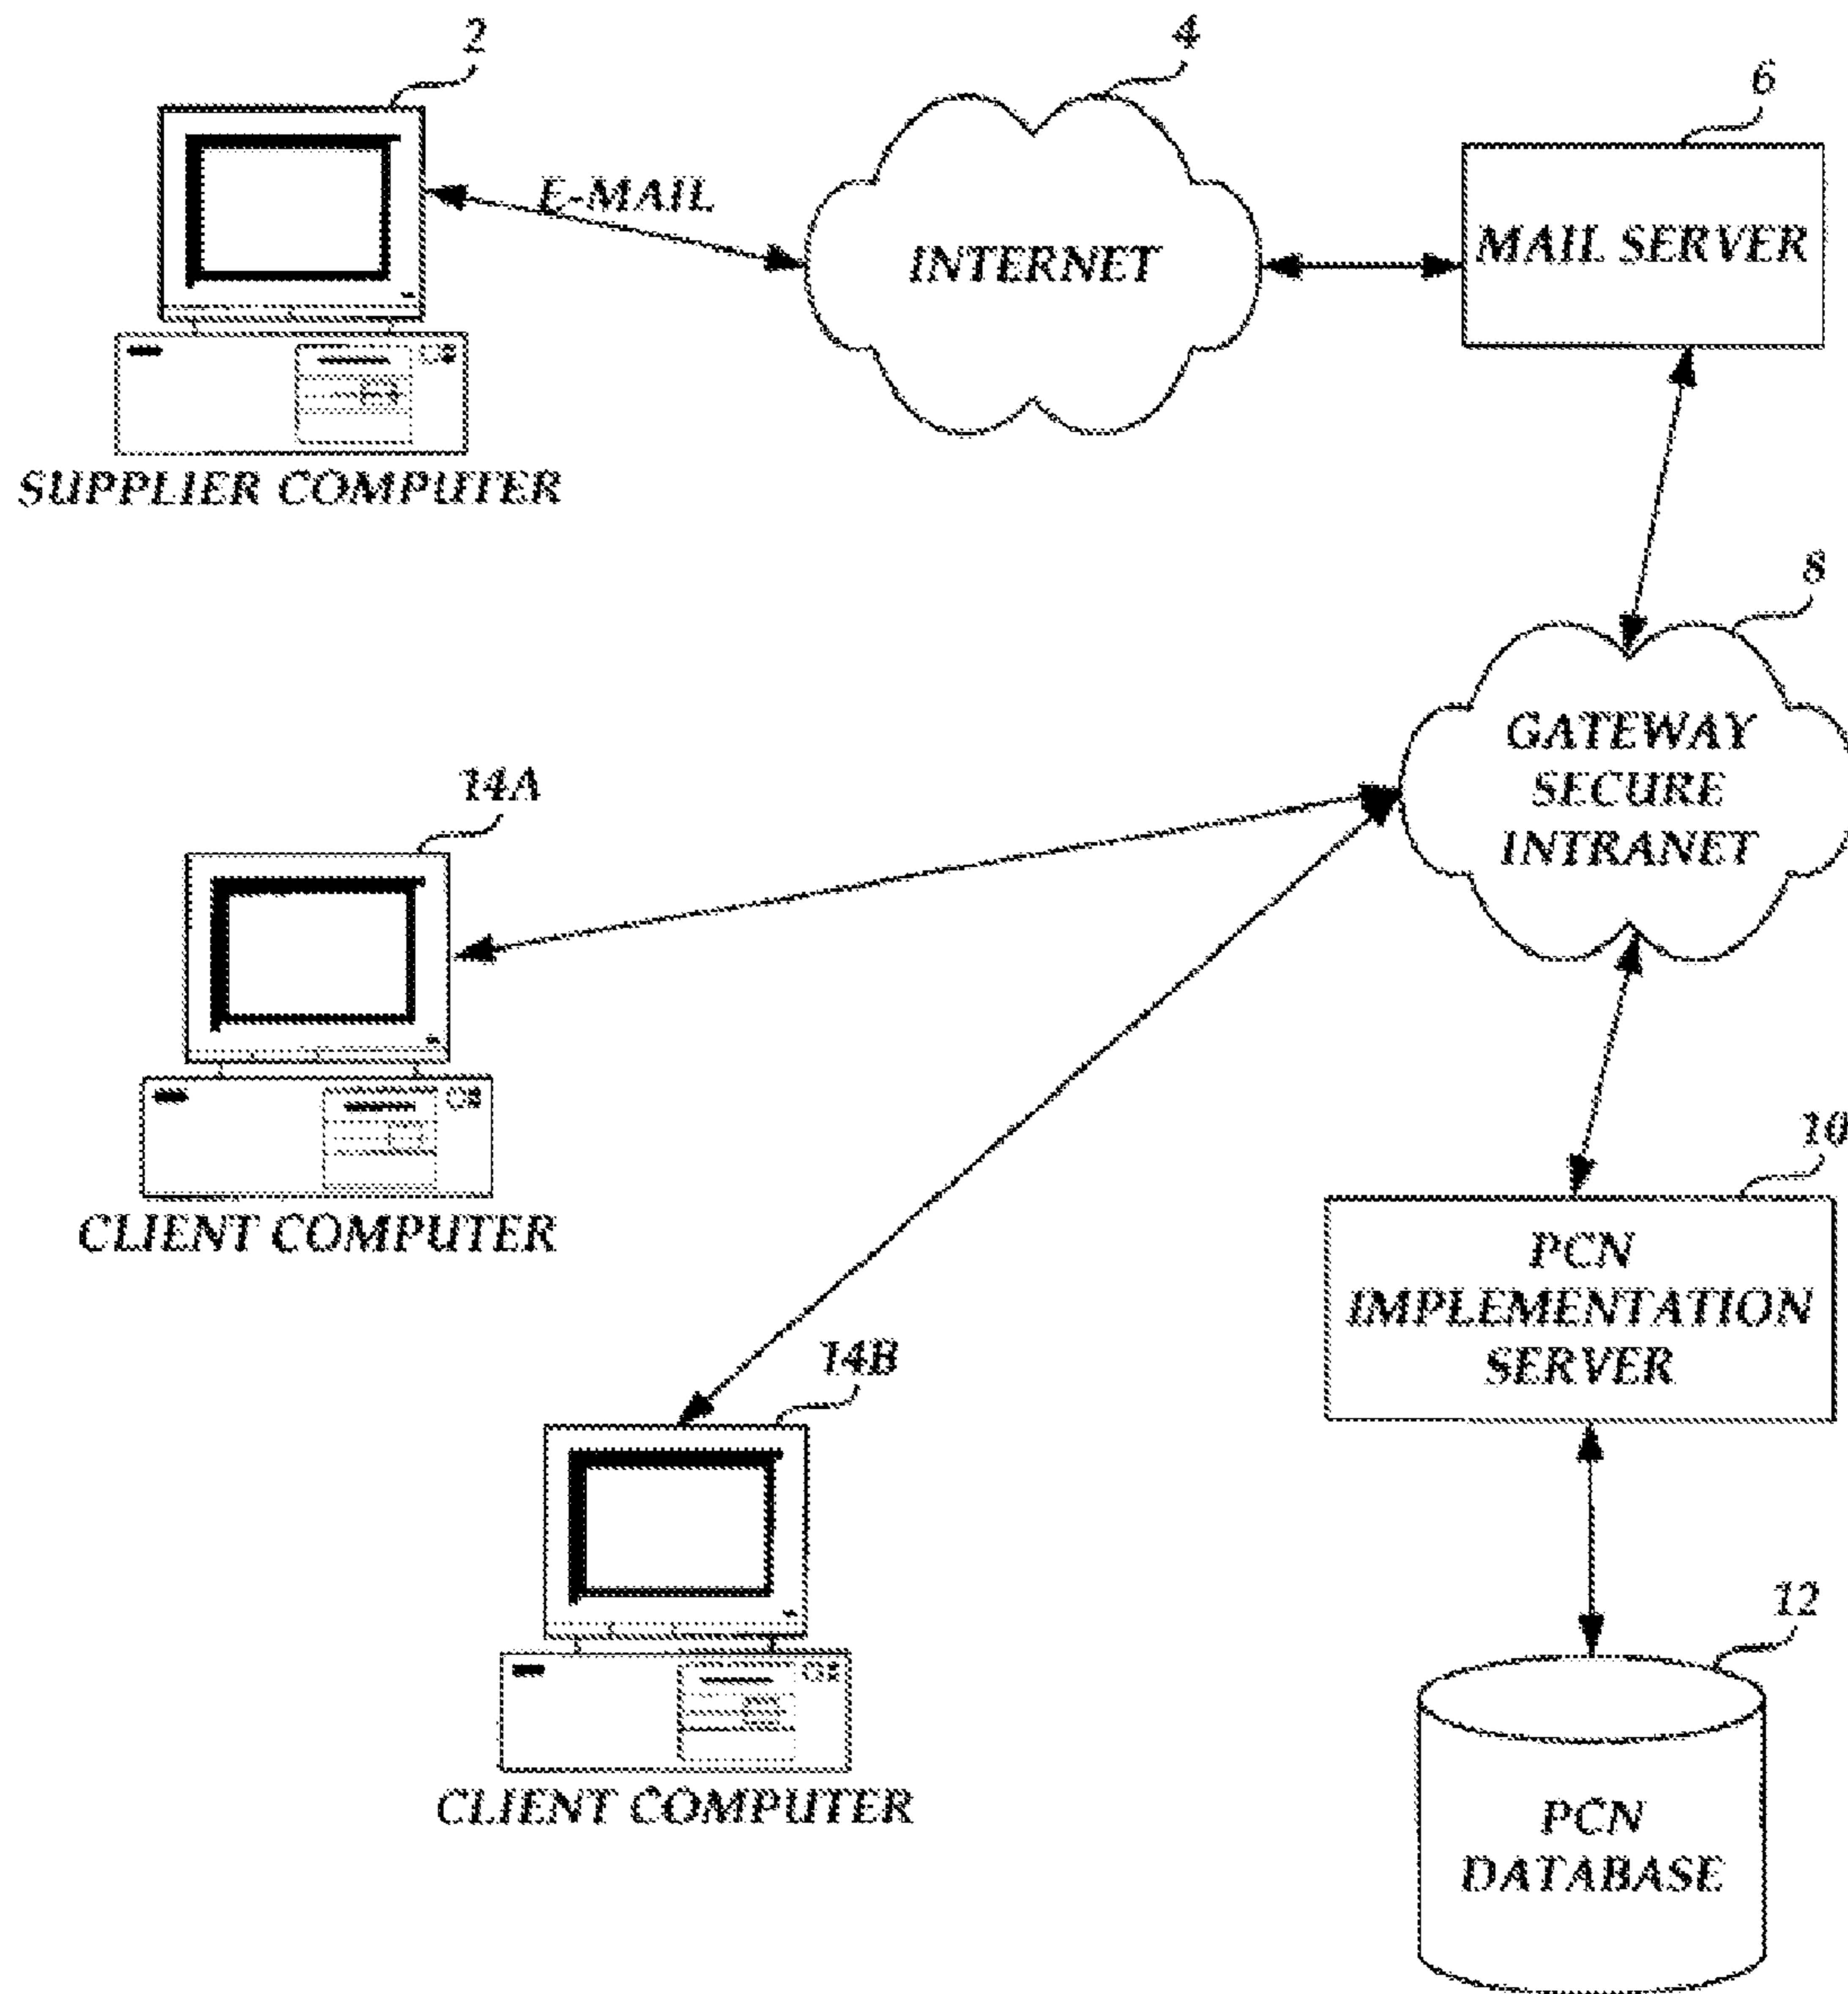 2
4
6
E-MAIL
INTERNET
MAIL SERVER
SUPPLIER COMPUTER
8
GATEWAY
SECURE
INTRANET
14A
CLIENT COMPUTER
10
PCN
IMPLEMENTATION
SERVER
14B
CLIENT COMPUTER
12
PCN
DATABASE